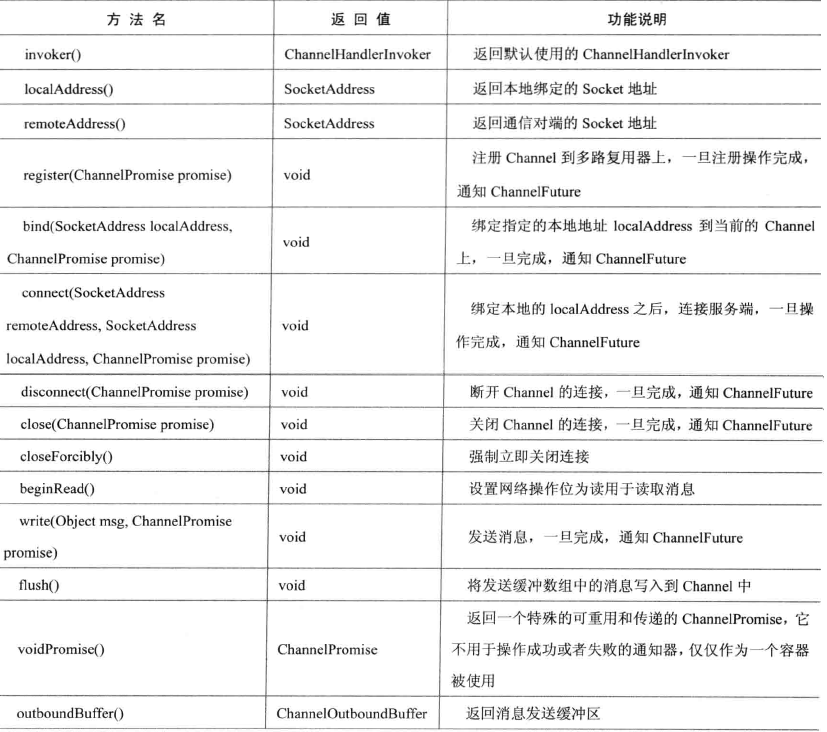 方 法 名 返 回 值 功能说明
invoker() ChannelHandlerInvoker 返回默认使用的 ChannelHandlerInvoker
localAddress() SocketAddress 返回本地绑定的 Socket 地址
remoteAddress() SocketAddress 返回通信对端的 Socket 地址
register(ChannelPromise promise) void 注册 Channel 到多路复用器上，一旦注册操作完成，
通知 ChannelFuture
bind(SocketAddress localAddress,
ChannelPromise promise) void 绑定指定的本地地址 localAddress 到当前的 Channel
上，一旦完成，通知 ChannelFuture
connect(SocketAddress
remoteAddress, SocketAddress
localAddress, ChannelPromise promise) void 绑定本地的 localAddress 之后，连接服务端，一旦操
作完成，通知 ChannelFuture
disconnect(ChannelPromise promise) void 断开 Channel 的连接，一旦完成，通知 ChannelFuture
close(ChannelPromise promise) void 关闭 Channel 的连接，一旦完成，通知 ChannelFuture
closeForcibly() void 强制立即关闭连接
beginRead() void 设置网络操作位为读用于读取消息
write(Object msg, ChannelPromise
promise) void 发送消息，一旦完成，通知 ChannelFuture
flush() void 将发送缓冲数组中的消息写入到 Channel 中
voidPromise() ChannelPromise 返回一个特殊的可重用和传递的 ChannelPromise，它
不用于操作成功或者失败的通知器，仅仅作为一个容器
被使用
outboundBuffer() ChannelOutboundBuffer 返回消息发送缓冲区